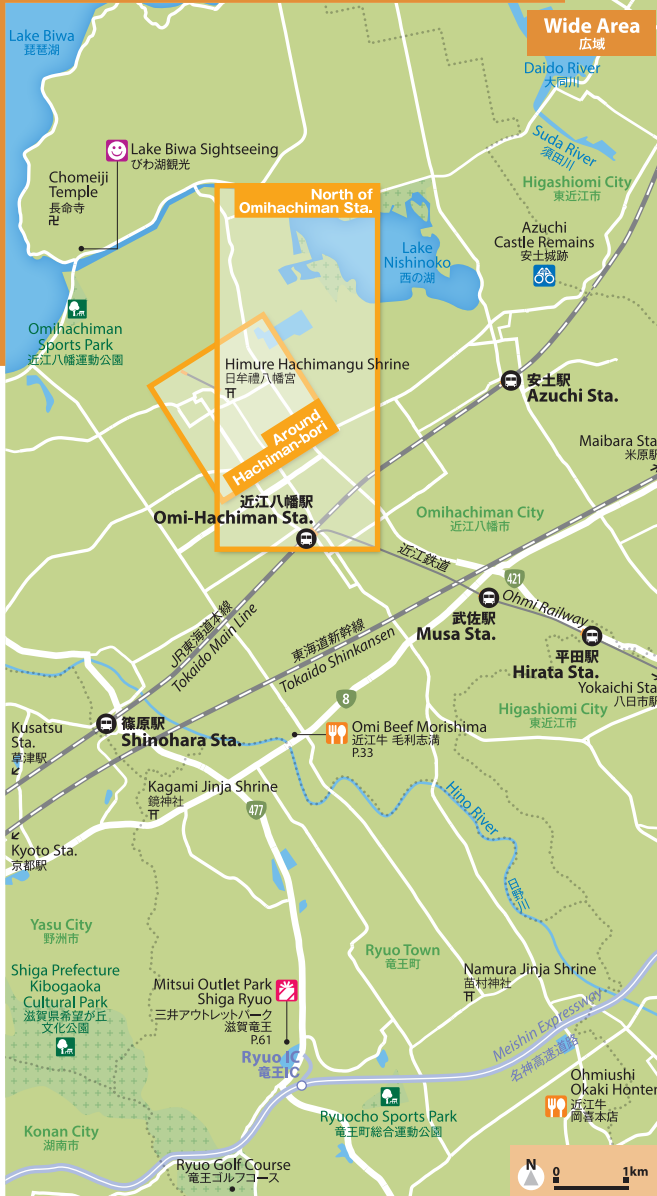 Wide Area
広域
Lake Biwa
琵琶湖
Daido River
大同川
Suda River
須田川
Lake Biwa Sightseeing
びわ湖観光
Chomeiji
Temple
長命寺
卍
Higashiomi City
東近江市
North of
Omihachiman Sta.
Azuchi
Castle Remains
安土城跡
Lake
Nishinoko
西の湖
Omihachiman
Sports Park
近江八幡運動公園
Himure Hachimangu Shrine
日牟禮八幡宮
安土駅
Azuchi Sta.
Around
Hachiman-bori
Maibara Sta
米原駅
近江八幡駅
Omi-Hachiman Sta.
Omihachiman City
近江八幡市
近江鉄道
421
Ohmi Railway
武佐駅
Musa Sta.
平田駅
Hirata Sta.
JR東海道本線
Tokaido Main Line
東海道新幹線
Tokaido Shinkansen
Yokaichi Sta
八日市駅
8
Higashiomi City
東近江市
篠原駅
Shinohara Sta.
Kusatsu
Sta.
草津駅
Omi Beef Morishima
近江牛 毛利志満
P.33
Kagami Jinja Shrine
鏡神社
477
Hino River
日野川
Kyoto Sta.
京都駅
Yasu City
野洲市
Ryuo Town
竜王町
Shiga Prefecture
Kibogaoka
Cultural Park
滋賀県希望が丘
文化公園
Mitsui Outlet Park
Shiga Ryuo
三井アウトレットパーク
滋賀竜王
P.61
Namura Jinja Shrine
苗村神社
Ryuo IC
竜王IC
Meishin Expressway
名神高速道路
Ohmiushi
Okaki Honten
近江牛
岡喜本店
Ryuocho Sports Park
竜王町総合運動公園
Konan City
湖南市
Ryuo Golf Course
竜王ゴルフコース
N
0 1km